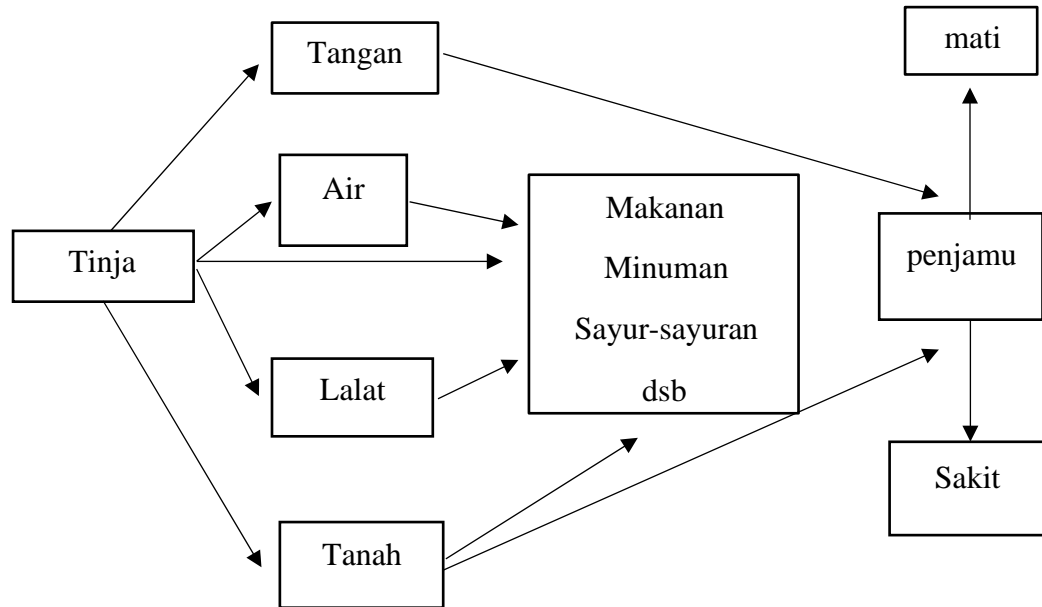 Tangan
mati
Air
Makanan
Minuman
Sayur-sayuran
dsb
Tinja
penjamu
Lalat
Sakit
Tanah